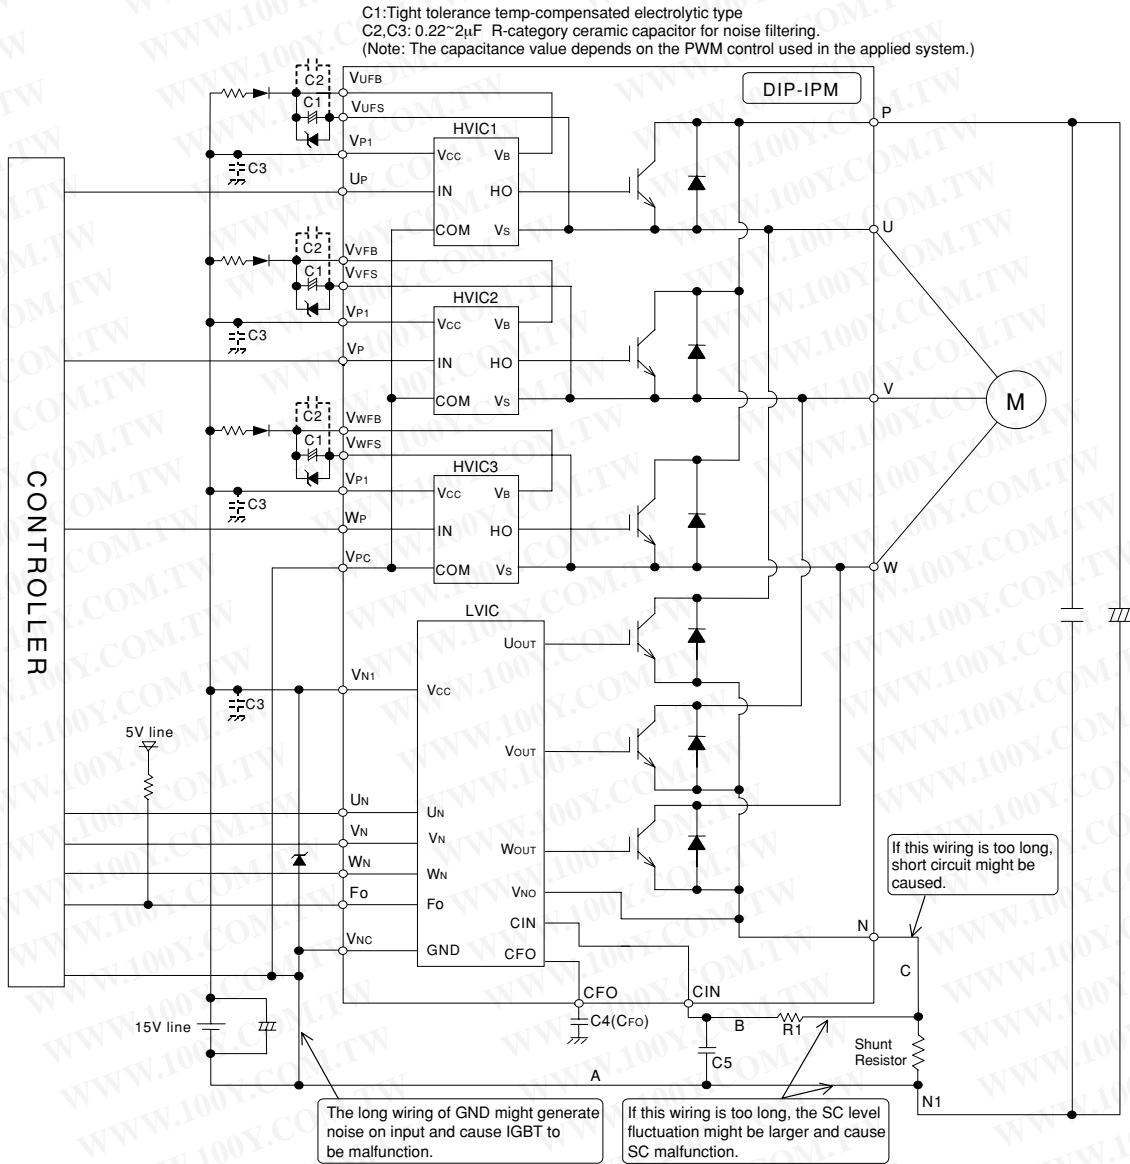 C1:Tight tolerance temp-compensated electrolytic type
C2,C3: 0.22~2μF  R-category ceramic capacitor for noise filtering.
(Note: The capacitance value depends on the PWM control used in the applied system.)
DIP-IPM
C2
VUFB
C1
VUFS
P
HVIC1
VP1
C3
VCC
VB
UP
IN
HO
COM
VS
U
C2
VVFB
C1
VVFS
HVIC2
VP1
C3
VCC
VB
VP
IN
HO
COM
VS
V
M
C2
VWFB
C1
VWFS
HVIC3
VP1
C3
VCC
VB
WP
IN
HO
VPC
COM
VS
W
CONTROLLER
LVIC
UOUT
VN1
C3
VCC
5V line
VOUT
UN
UN
VN
VN
WN
WN
WOUT
Fo
Fo
VNO
CIN
VNC
GND
CFO
N
If this wiring is too long,
short circuit might be
caused.
C
CFO
CIN
15V line
C4(CFO)
B
R1
C5
Shunt
Resistor
A
N1
The long wiring of GND might generate
noise on input and cause IGBT to
be malfunction.
If this wiring is too long, the SC level
fluctuation might be larger and cause
SC malfunction.
WWW.100Y.COM.TW